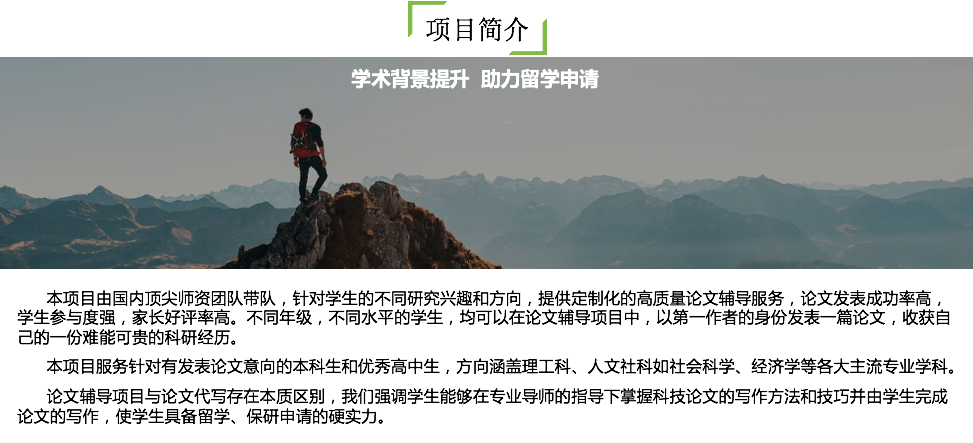 项目简介
学术背景提升 助力留学申请
本项目由国内顶尖师资团队带队，针对学生的不同研究兴趣和方向，提供定制化的高质量论文辅导服务，论文发表成功率高，
学生参与度强，家长好评率高。不同年级，不同水平的学生，均可以在论文辅导项目中，以第一作者的身份发表一篇论文，收获自
己的一份难能可贵的科研经历。
本项目服务针对有发表论文意向的本科生和优秀高中生，方向涵盖理工科、人文社科如社会科学、经济学等各大主流专业学科。
论文辅导项目与论文代写存在本质区别，我们强调学生能够在专业导师的指导下掌握科技论文的写作方法和技巧并由学生完成
论文的写作，使学生具备留学、保研申请的硬实力。